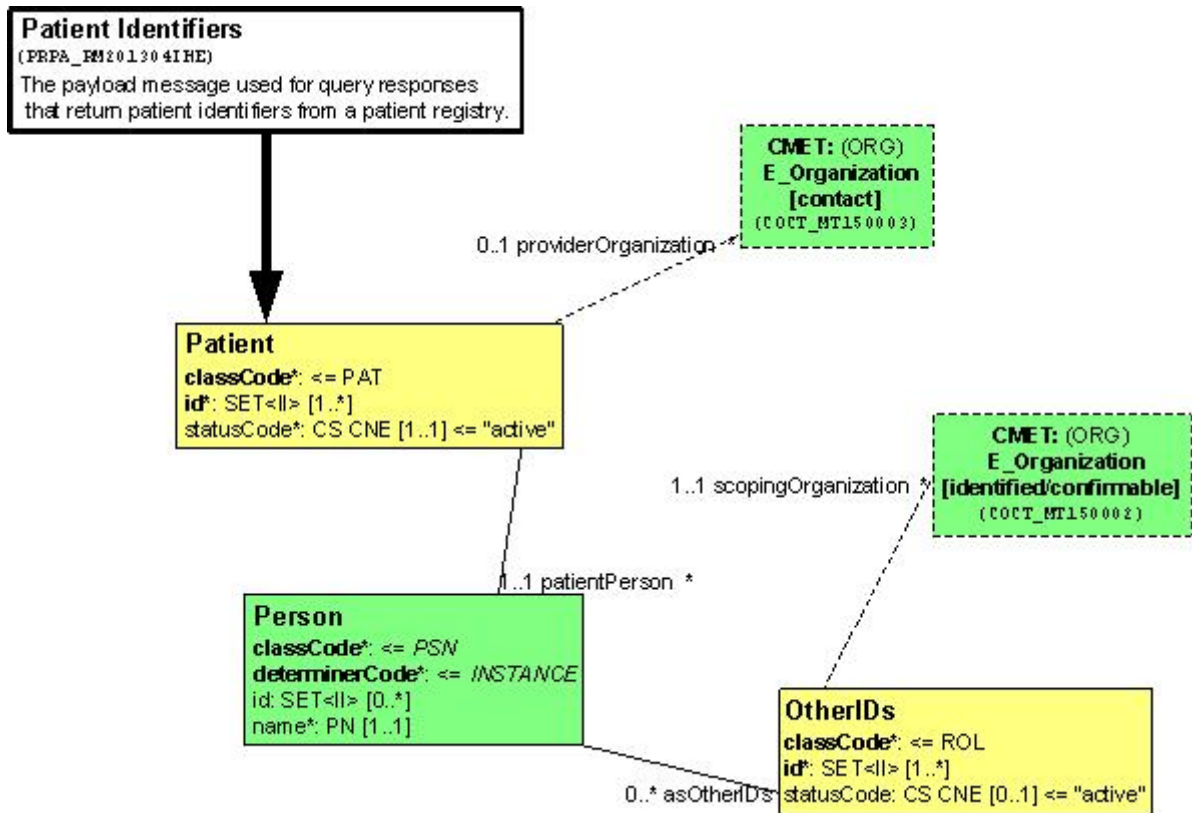 Patient Identifiers
(PRPA_RM201304IHE)
The payload message used for query responses
that return patient identifiers from a patient registry.
CMET: (ORG)
E_Organization
[contact]
(COCT_MT150003)
0..1 providerOrganization *
Patient
classCode*: <= PAT
id*: SET<II> [1..*]
statusCode*: CS CNE [1..1] <= "active"
CMET: (ORG)
E_Organization
[identified/confirmable]
(COCT_MT150002)
1..1 scopingOrganization *
1..1 patientPerson *
Person
classCode*: <= PSN
determinerCode*: <= INSTANCE
id: SET<II> [0..*]
name*: PN [1..1]
OtherIDs
classCode*: <= ROL
id*: SET<II> [1..*]
statusCode: CS CNE [0..1] <= "active"
0..* asOtherIDs